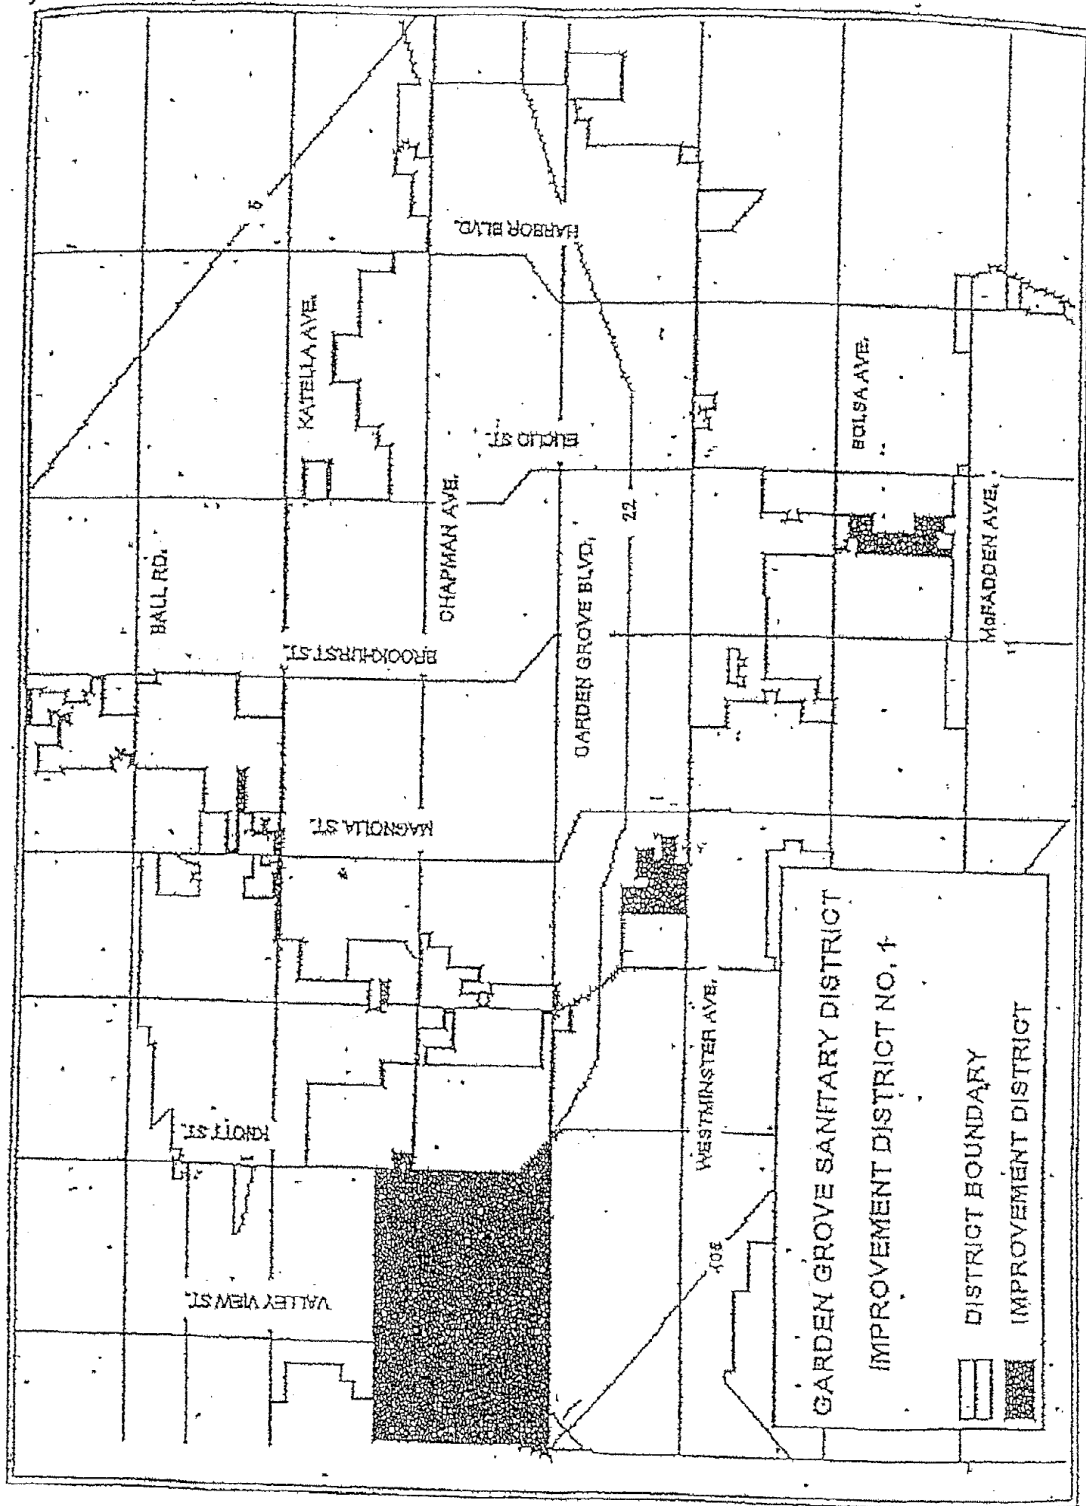 BALL RD.
KATELLA AVE.
CHAPMAN AVE.
GARDEN GROVE BLVD.
22
WESTMINSTER AVE.
BOLSA AVE.
McFADDEN AVE.
VALLEY VIEW ST.
KNOTT ST.
MAGNOLIA ST.
BROOKHURST ST.
EUCLID ST.
HARBOR BLVD.
5
405
GARDEN GROVE SANITARY DISTRICT
IMPROVEMENT DISTRICT NO. 1
DISTRICT BOUNDARY
IMPROVEMENT DISTRICT